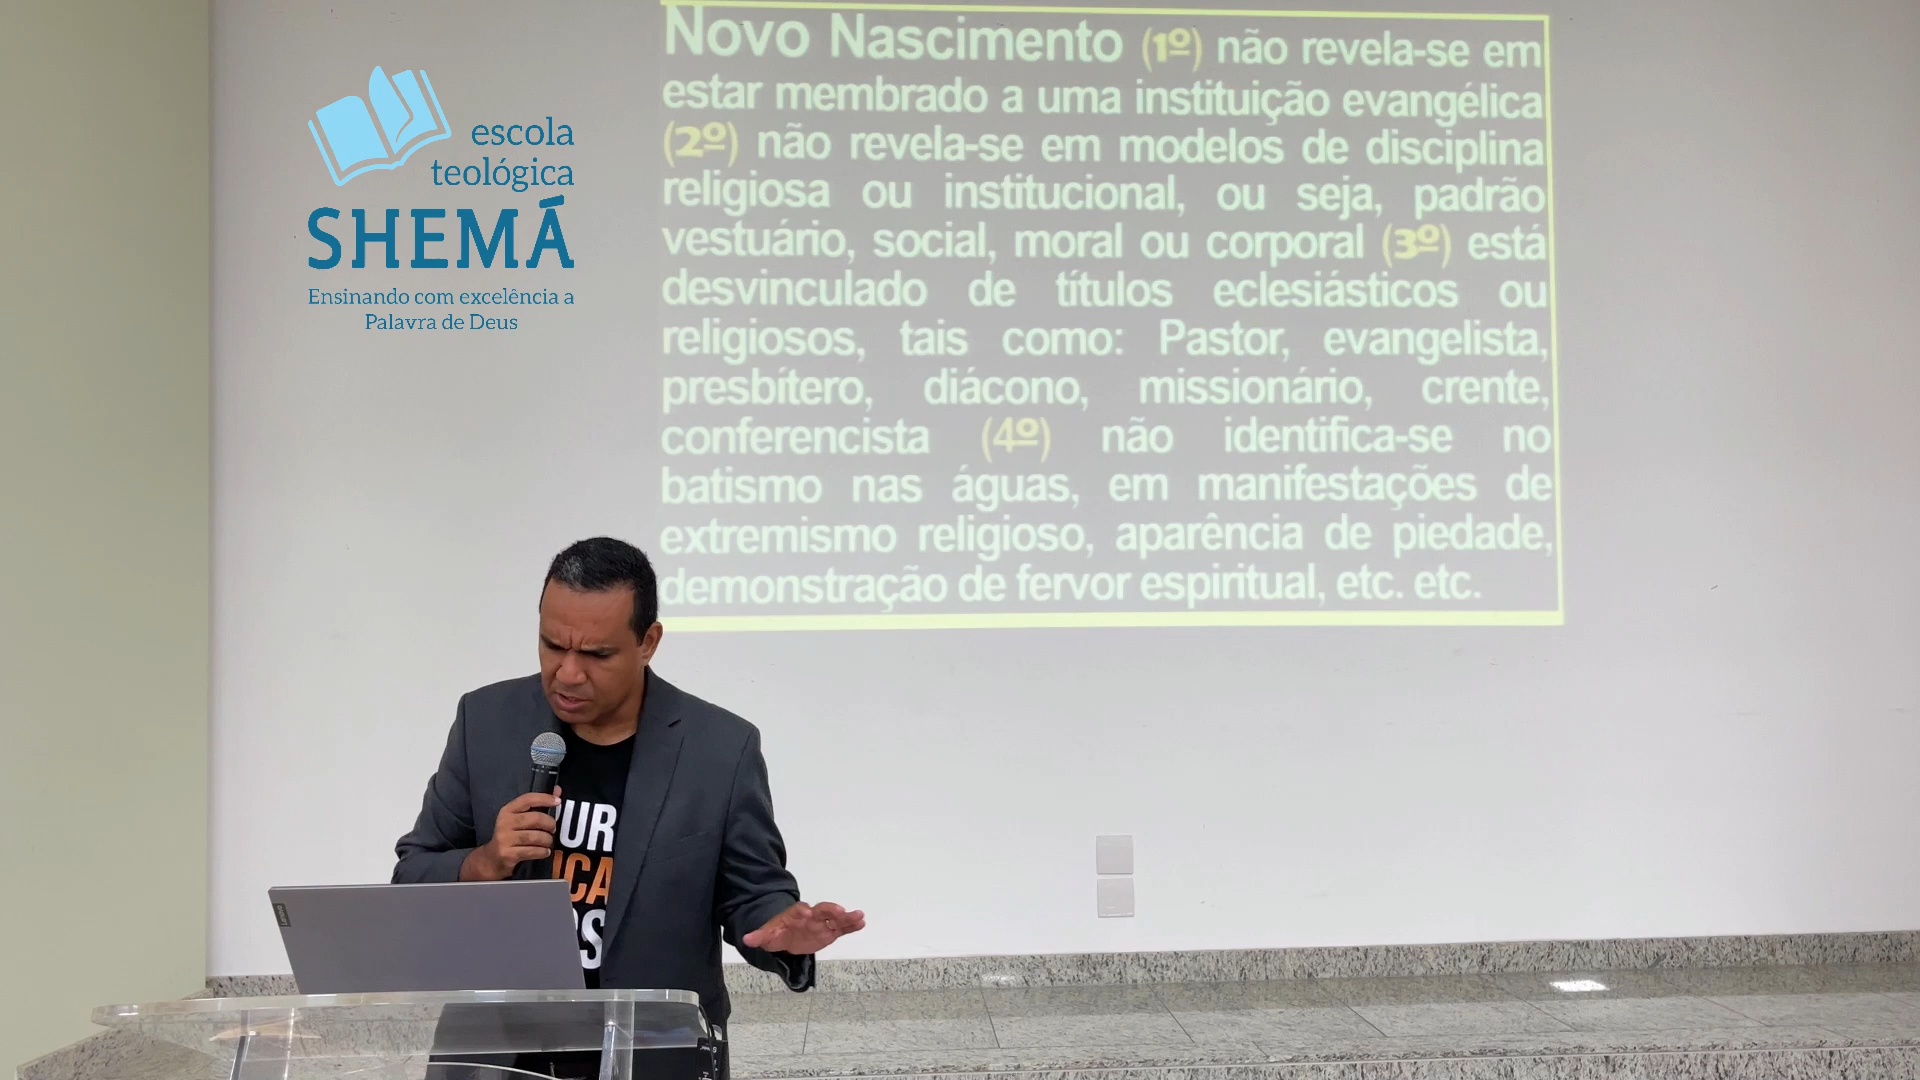 escola
teológica
SHEMÁ
Ensinando com excelência a
Palavra de Deus
Novo Nascimento (1º) não revela-se em
estar membrado a uma instituição evangélica
(2º) não revela-se em modelos de disciplina
religiosa ou institucional, ou seja, padrão
vestuário, social, moral ou corporal (3º) está
desvinculado de títulos eclesiásticos ou
religiosos, tais como: Pastor, evangelista,
presbítero, diácono, missionário, crente,
conferencista (4º) não identifica-se no
batismo nas águas, em manifestações de
extremismo religioso, aparência de piedade,
demonstração de fervor espiritual, etc. etc.
Lenovo